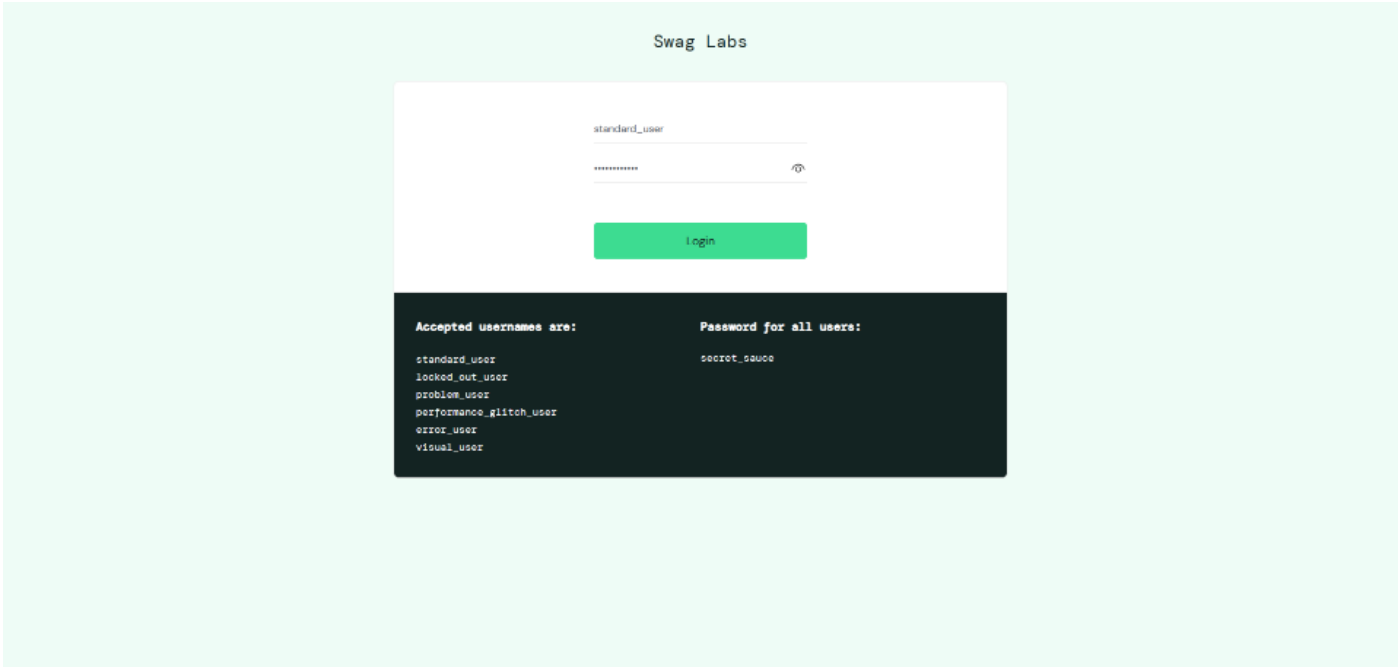 Swag Labs
standard_user
••••••••••••
Login
Accepted usernames are:
standard_user
locked_out_user
problem_user
performance_glitch_user
error_user
visual_user
Password for all users:
secret_sauce